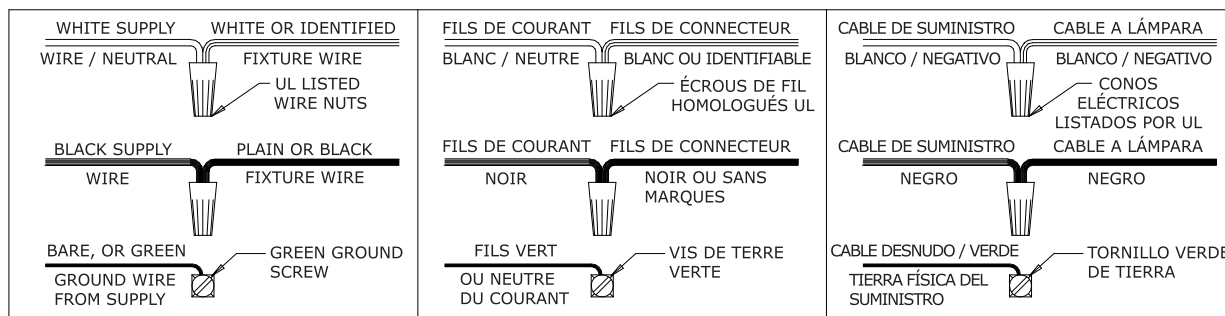 WHITE SUPPLY
WHITE OR IDENTIFIED
WIRE / NEUTRAL
FIXTURE WIRE
UL LISTED
WIRE NUTS
BLACK SUPPLY
PLAIN OR BLACK
WIRE
FIXTURE WIRE
BARE, OR GREEN
GREEN GROUND
SCREW
GROUND WIRE
FROM SUPPLY
FILS DE COURANT
FILS DE CONNECTEUR
BLANC / NEUTRE
BLANC OU IDENTIFIABLE
ÉCROUS DE FIL
HOMOLOGUÉS UL
FILS DE COURANT
FILS DE CONNECTEUR
NOIR
NOIR OU SANS
MARQUES
FILS VERT
VIS DE TERRE
VERTE
OU NEUTRE
DU COURANT
CABLE DE SUMINISTRO
CABLE A LÁMPARA
BLANCO / NEGATIVO
BLANCO / NEGATIVO
CONOS
ELÉCTRICOS
LISTADOS POR UL
CABLE DE SUMINISTRO
CABLE A LÁMPARA
NEGRO
NEGRO
CABLE DESNUDO / VERDE
TORNILLO VERDE
DE TIERRA
TIERRA FÍSICA DEL
SUMINISTRO